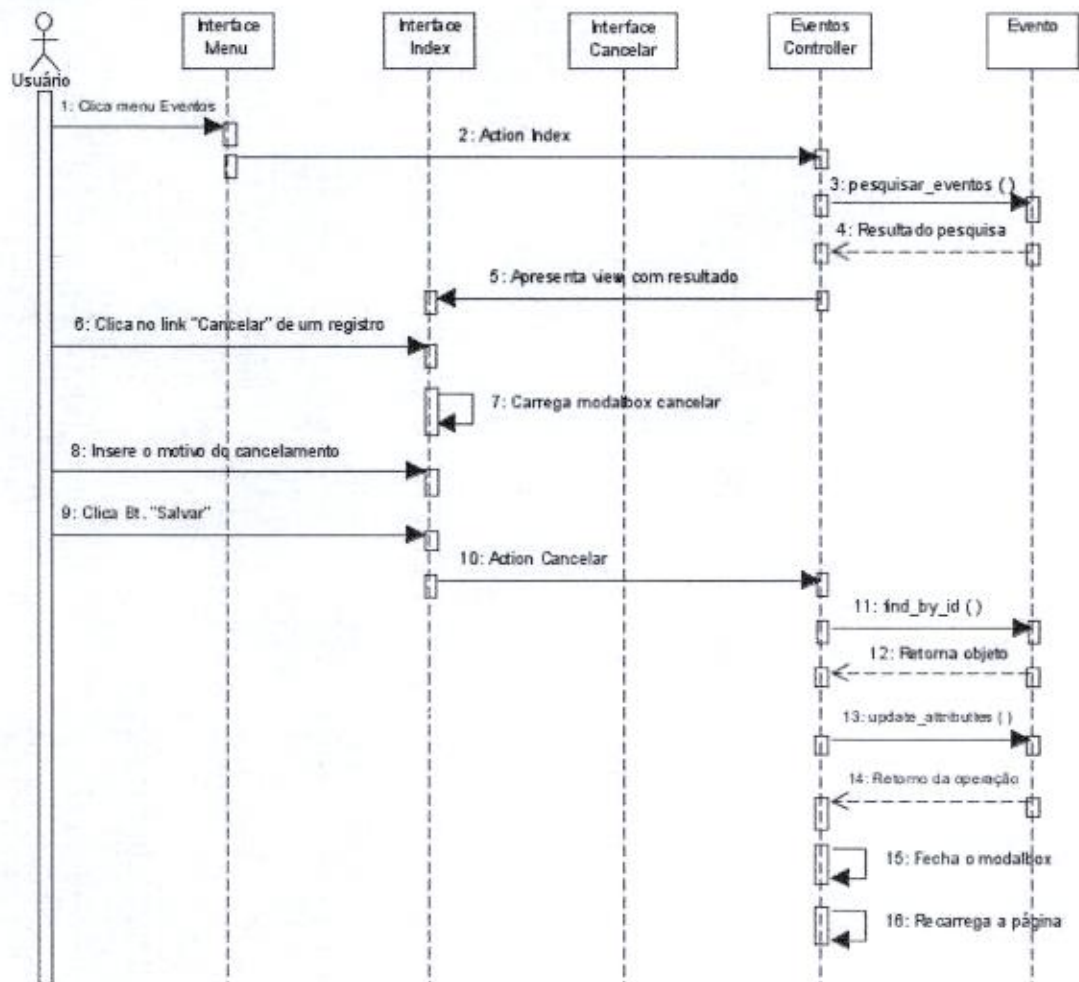 Usuário
Interface
Menu
Interface
Index
Interface
Cancelar
Eventos
Controller
Evento
1: Clica menu Eventos
2: Action Index
3: pesquisar_eventos ( )
4: Resultado pesquisa
5: Apresenta view com resultado
6: Clica no link "Cancelar" de um registro
7: Carrega modalbox cancelar
8: Insere o motivo do cancelamento
9: Clica Bt. "Salvar"
10: Action Cancelar
11: find_by_id ( )
12: Retorna objeto
13: update_attributtes ( )
14: Retorno da operação
15: Fecha o modalbox
16: Recarrega a página